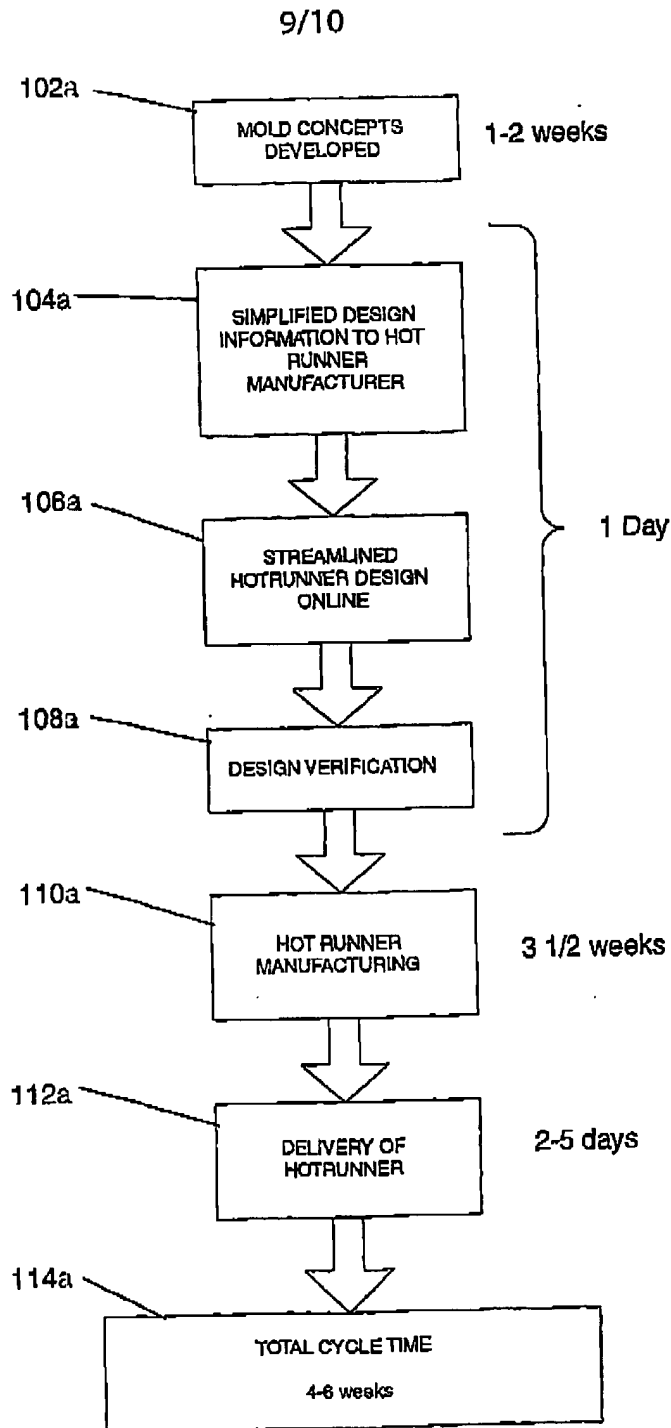 9/10
102a
MOLD CONCEPTS
DEVELOPED
1-2 weeks
104a
SIMPLIFIED DESIGN
INFORMATION TO HOT
RUNNER
MANUFACTURER
106a
STREAMLINED
HOTRUNNER DESIGN
ONLINE
1 Day
108a
DESIGN VERIFICATION
110a
HOT RUNNER
MANUFACTURING
3 1/2 weeks
112a
DELIVERY OF
HOTRUNNER
2-5 days
114a
TOTAL CYCLE TIME
4-6 weeks